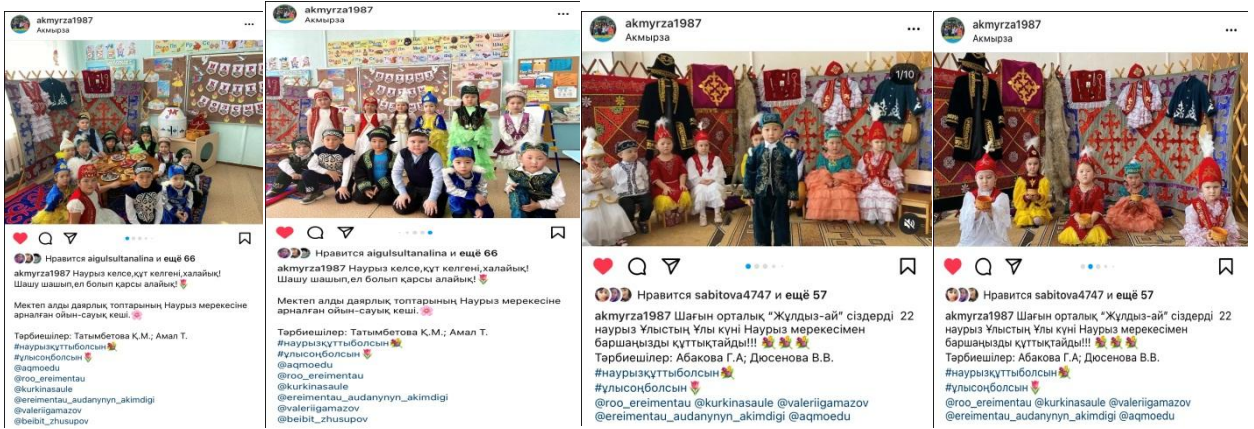 akmyrza1987
Акмырза
НАУРЫЗ
Нравится aigulsultanalina и ещё 66
akmyrza1987 Наурыз келсе,құт келгені,халайық!
Шашу шашып,ел болып қарсы алайық!🌷
Мектеп алды даярлық топтарының Наурыз мерекесіне
арналған ойын-сауық кеші.🌸
Тәрбиешілер: Татымбетова Қ.М.; Амал Т.
#наурызқұттыболсын💐
#ұлысоңболсын🌷
@aqmoedu
@roo_ereimentau
@kurkinasaule
@ereimentau_audanynyn_akimdigi
@valeriigamazov
@beibit_zhusupov
akmyrza1987
Акмырза
НАУРЫЗ
Нравится aigulsultanalina и ещё 66
akmyrza1987 Наурыз келсе,құт келгені,халайық!
Шашу шашып,ел болып қарсы алайық!🌷
Мектеп алды даярлық топтарының Наурыз мерекесіне
арналған ойын-сауық кеші.🌸
Тәрбиешілер: Татымбетова Қ.М.; Амал Т.
#наурызқұттыболсын💐
#ұлысоңболсын🌷
@aqmoedu
@roo_ereimentau
@kurkinasaule
@ereimentau_audanynyn_akimdigi
@valeriigamazov
@beibit_zhusupov
akmyrza1987
Акмырза
1/10
Нравится sabitova4747 и ещё 57
akmyrza1987 Шағын орталық “Жұлдыз-ай” сіздерді 22
наурыз Ұлыстың Ұлы күні Наурыз мерекесімен
баршаңызды құттықтайды!!! 💐💐💐
Тәрбиешілер: Абакова Г.А; Дюсенова В.В.
#наурызқұттыболсын💐
#ұлысоңболсын🌷
@roo_ereimentau @kurkinasaule @valeriigamazov
@ereimentau_audanynyn_akimdigi @aqmoedu
akmyrza1987
Акмырза
Нравится sabitova4747 и ещё 57
akmyrza1987 Шағын орталық “Жұлдыз-ай” сіздерді 22
наурыз Ұлыстың Ұлы күні Наурыз мерекесімен
баршаңызды құттықтайды!!! 💐💐💐
Тәрбиешілер: Абакова Г.А; Дюсенова В.В.
#наурызқұттыболсын💐
#ұлысоңболсын🌷
@roo_ereimentau @kurkinasaule @valeriigamazov
@ereimentau_audanynyn_akimdigi @aqmoedu